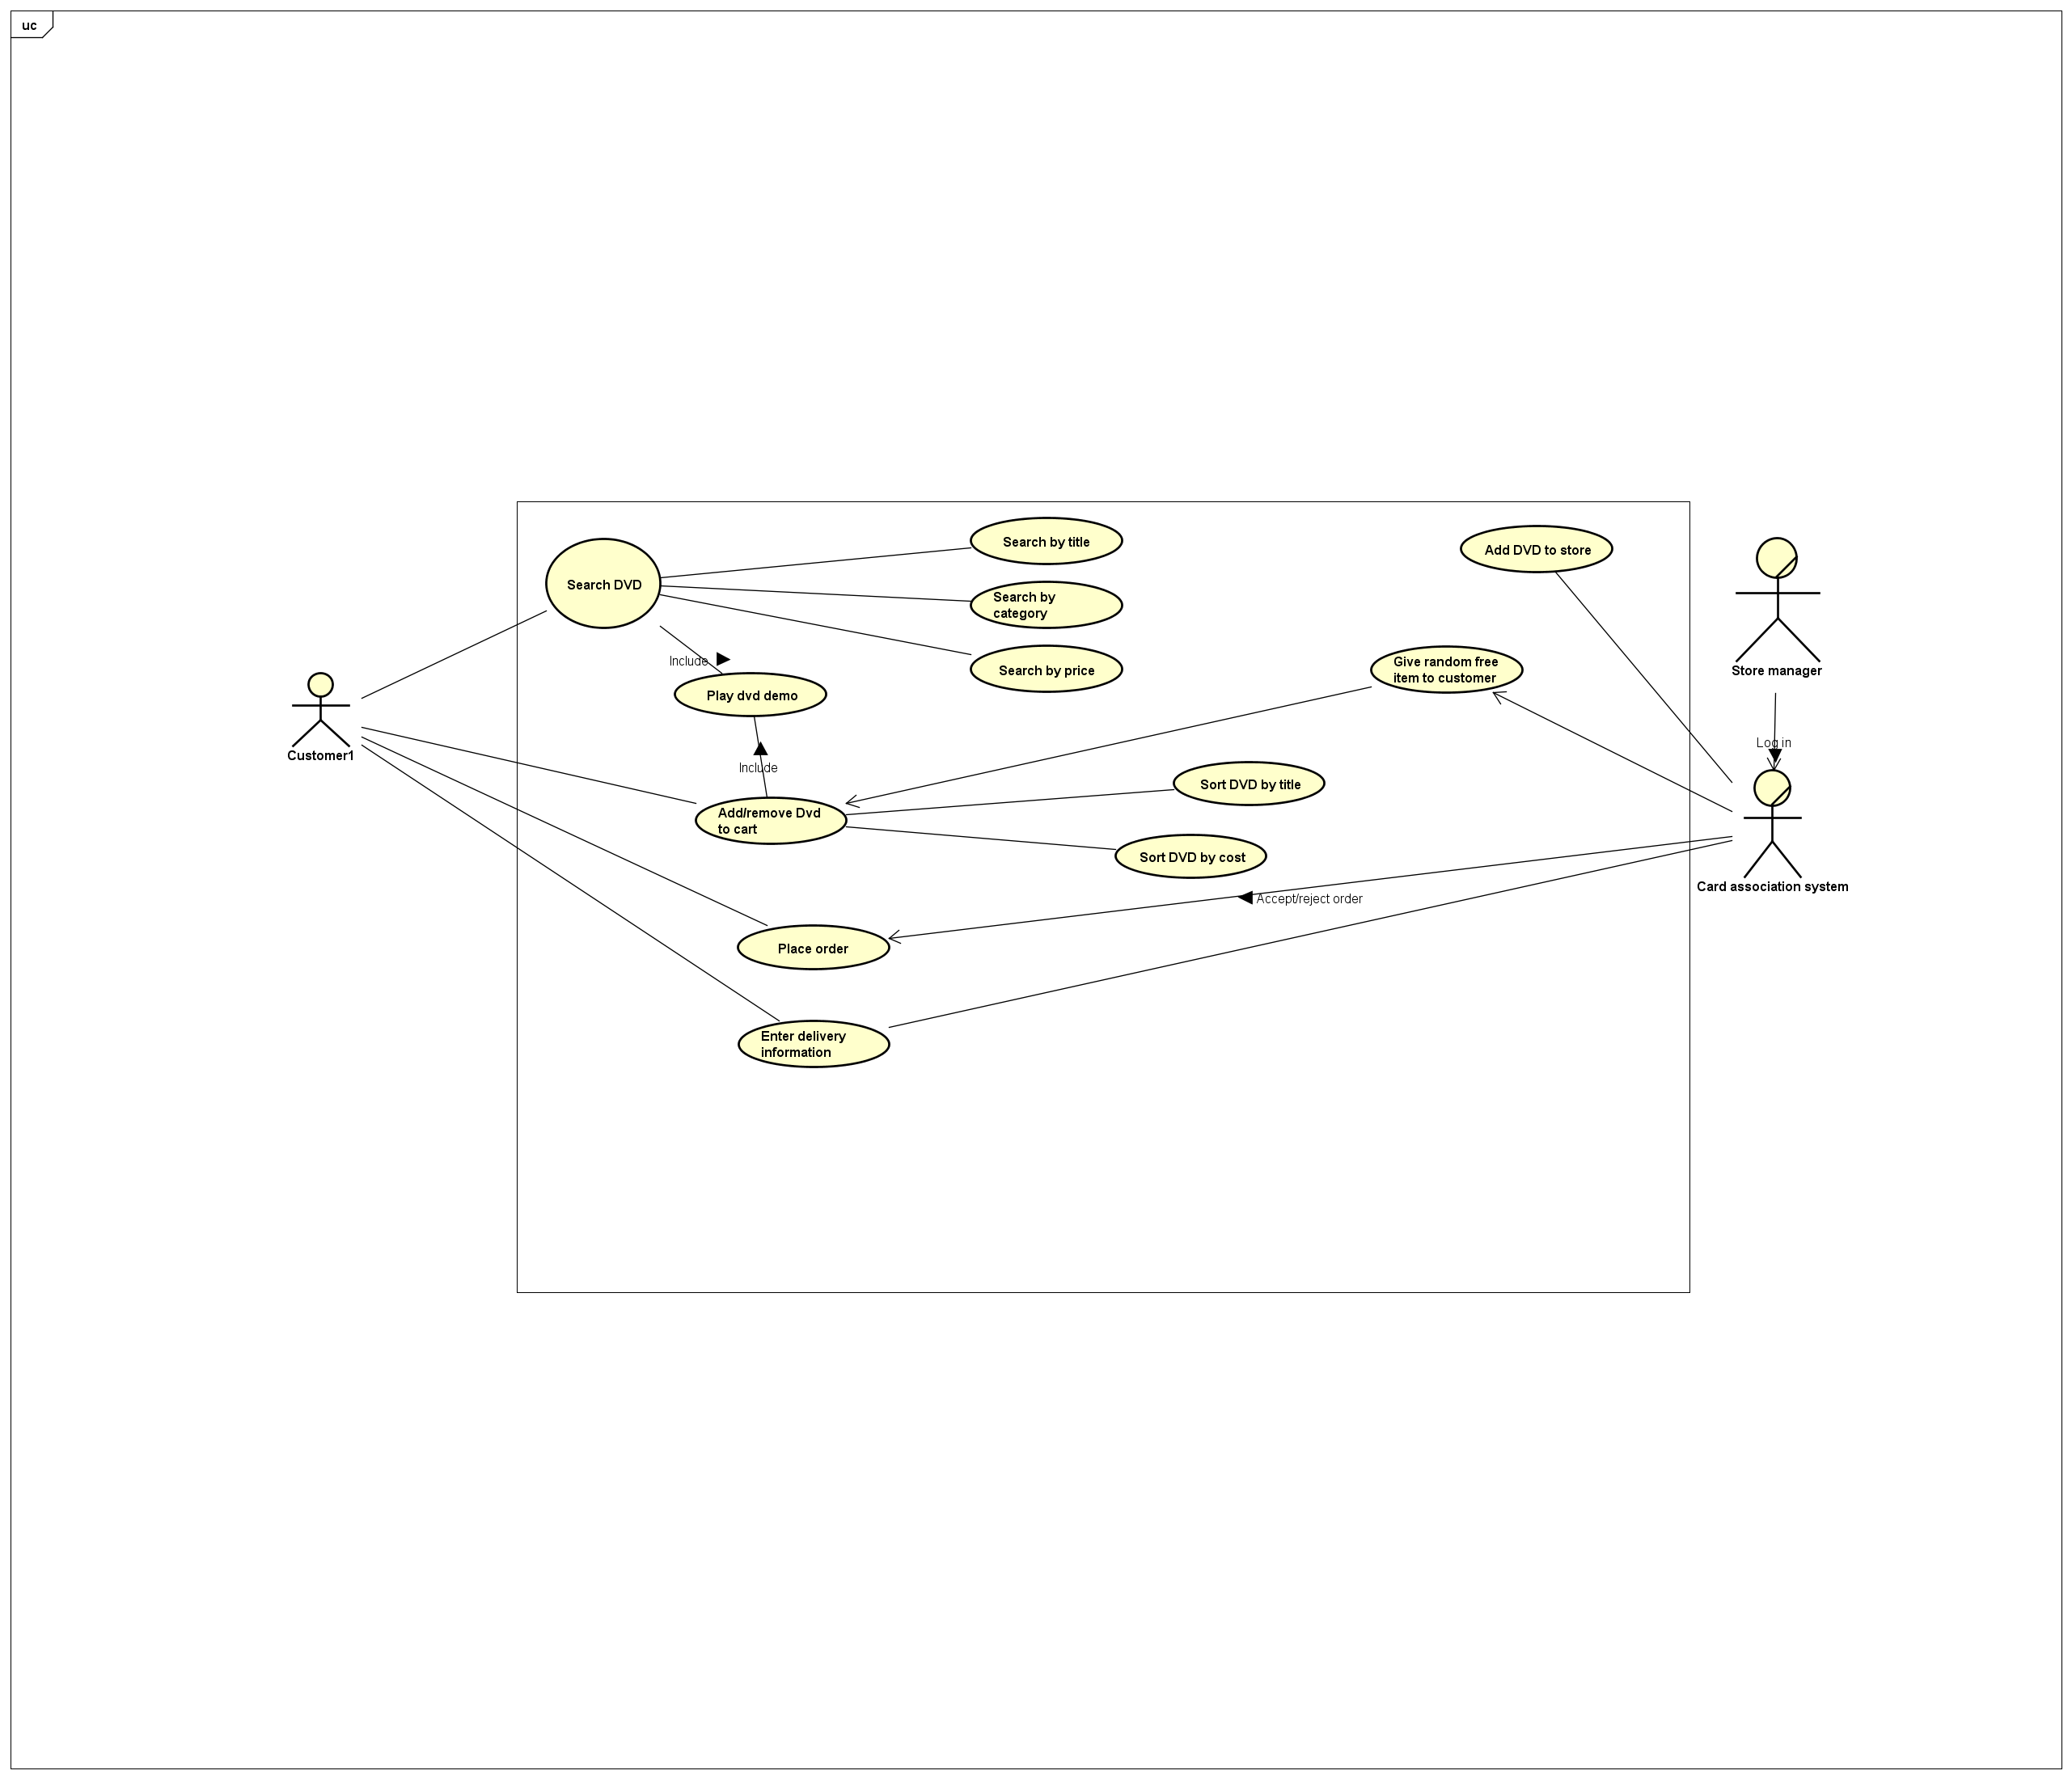 uc
Search by title
Add DVD to store
Search DVD
Search by
category
Include
Search by price
Give random free
item to customer
Store manager
Play dvd demo
Customer1
Log in
Include
Sort DVD by title
Add/remove Dvd
to cart
Sort DVD by cost
Card association system
Accept/reject order
Place order
Enter delivery
information